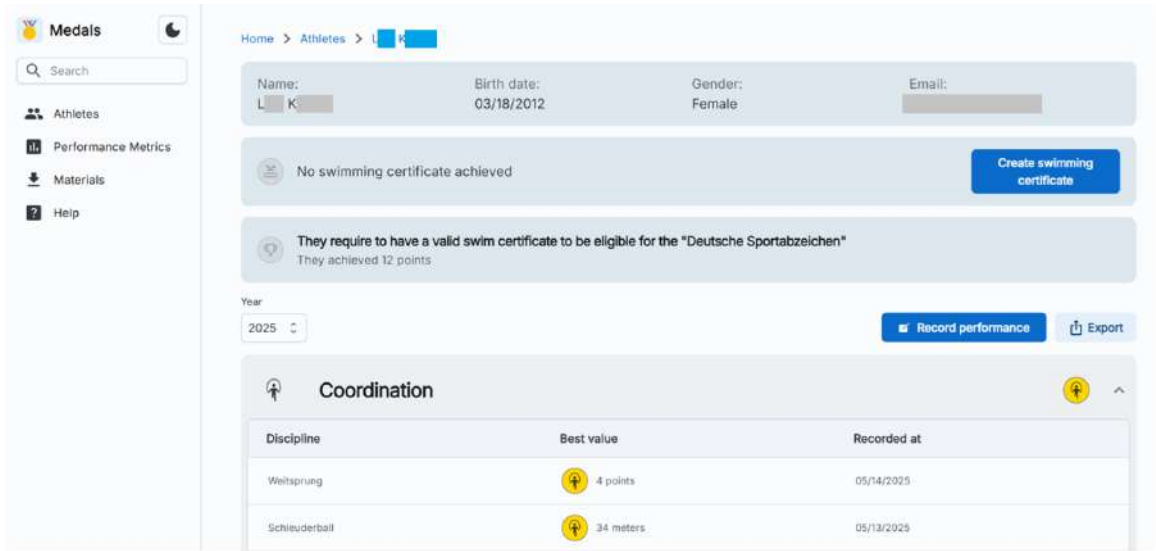 Medals
Search
Athletes
Performance Metrics
Materials
Help
Home > Athletes > L K
Name: Birth date: Gender: Email:
L K 03/18/2012 Female
No swimming certificate achieved
Create swimming
certificate
They require to have a valid swim certificate to be eligible for the "Deutsche Sportabzeichen"
They achieved 12 points
Year
2025
Record performance
Export
Coordination
Discipline Best value Recorded at
Weitsprung 4 points 05/14/2025
Schleuderball 34 meters 05/13/2025